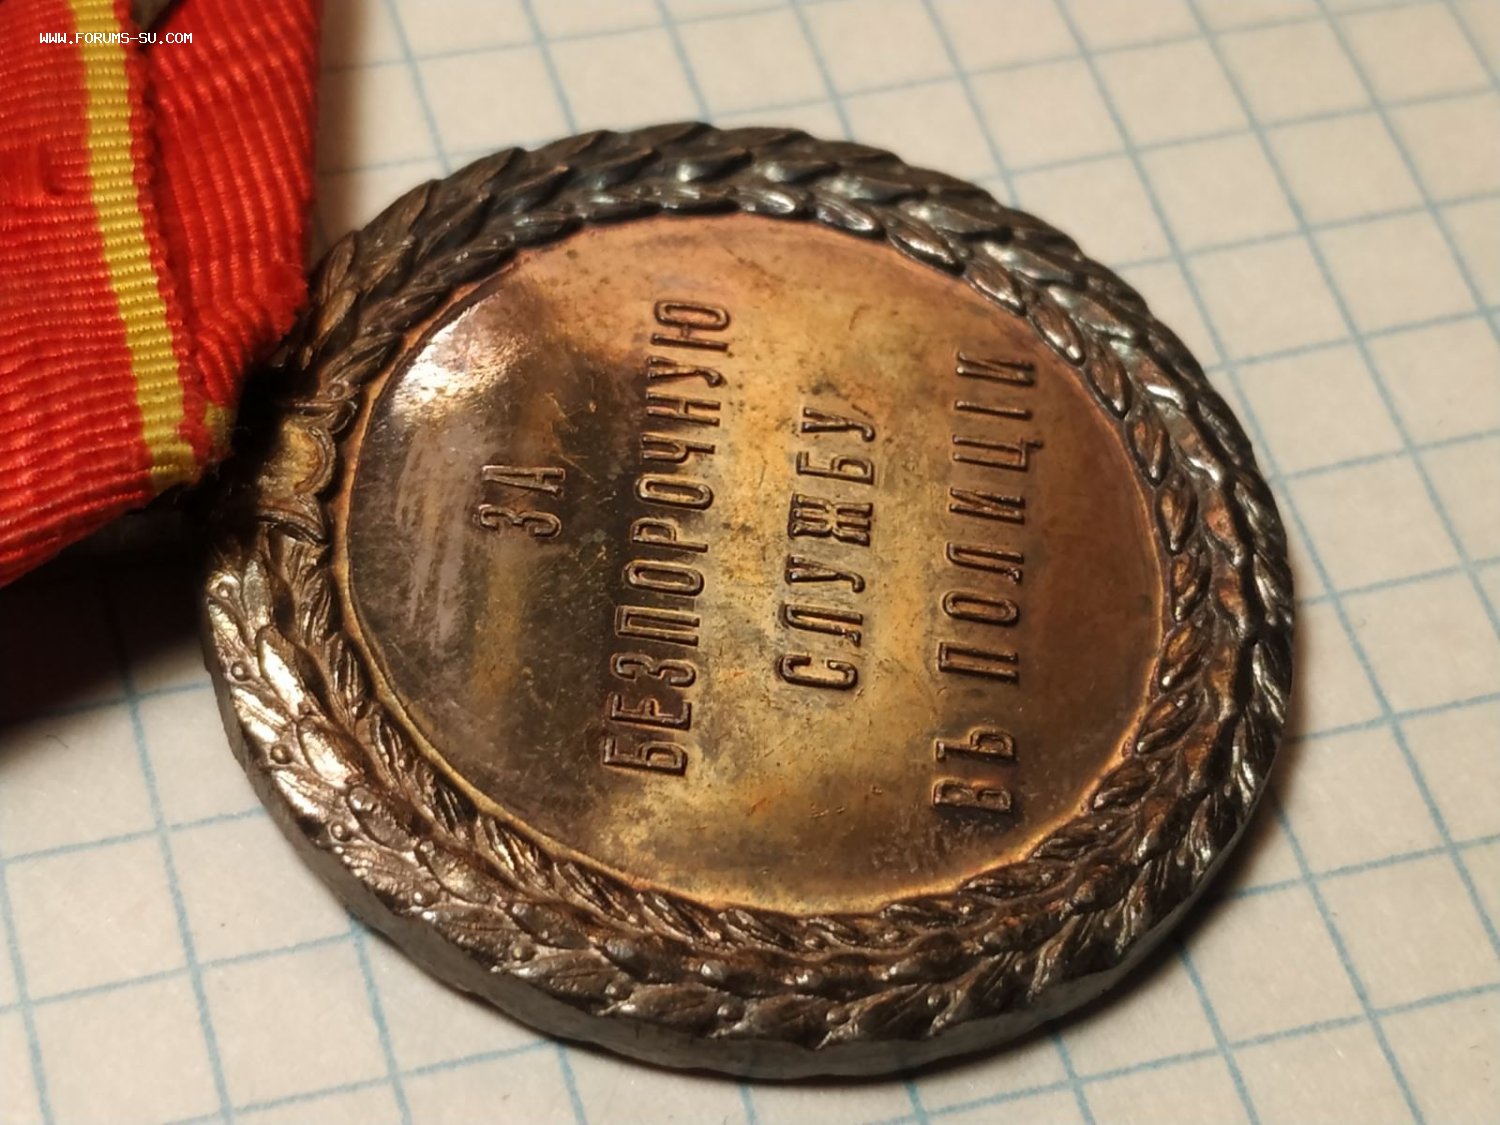 WWW.FORUMS-SU.COM
ЗА
БЕЗПОРОЧНУЮ
СЛУЖБУ
ВЪ ПОЛИЦІИ